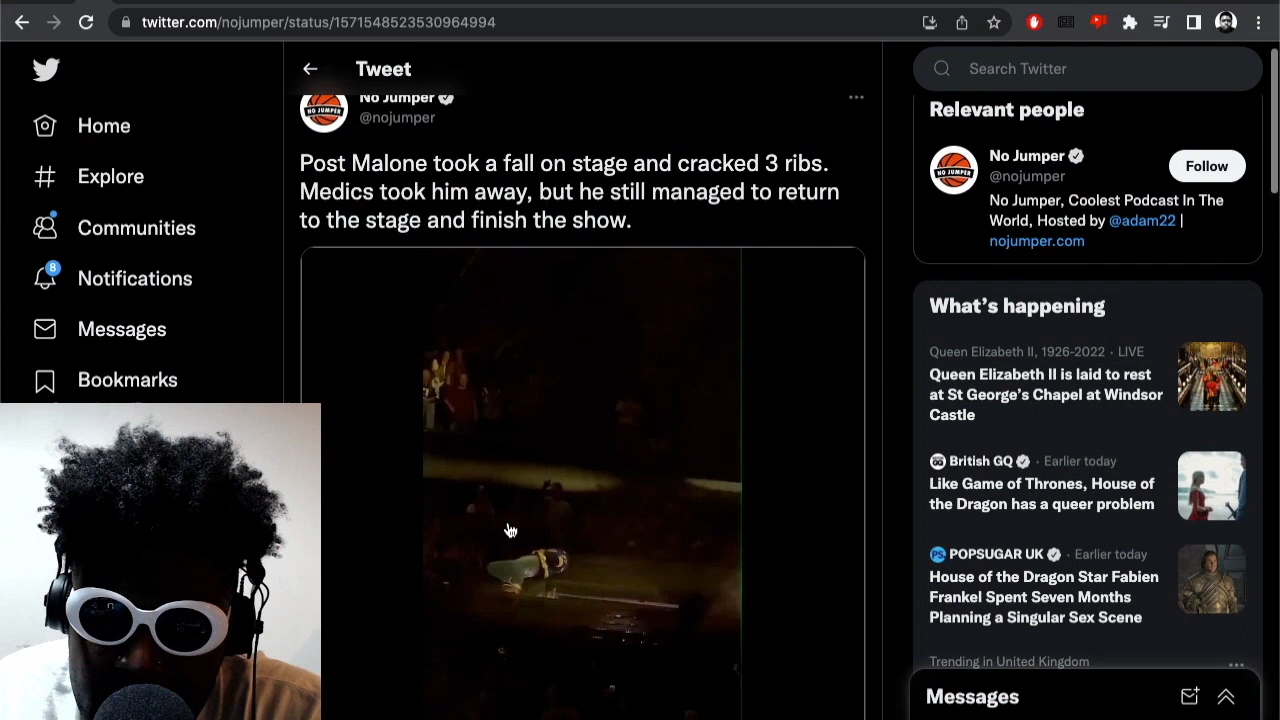 twitter.com/nojumper/status/1571548523530964994
Tweet
Search Twitter
Home
Explore
Communities
8
Notifications
Messages
Bookmarks
No Jumper
@nojumper
Post Malone took a fall on stage and cracked 3 ribs.
Medics took him away, but he still managed to return
to the stage and finish the show.
Relevant people
NO JUMPER
No Jumper
@nojumper
Follow
No Jumper, Coolest Podcast In The
World, Hosted by @adam22 |
nojumper.com
What's happening
Queen Elizabeth II, 1926-2022 · LIVE
Queen Elizabeth II is laid to rest
at St George's Chapel at Windsor
Castle
British GQ · Earlier today
Like Game of Thrones, House of
the Dragon has a queer problem
PS POPSUGAR UK · Earlier today
House of the Dragon Star Fabien
Frankel Spent Seven Months
Planning a Singular Sex Scene
Trending in United Kingdom
Messages